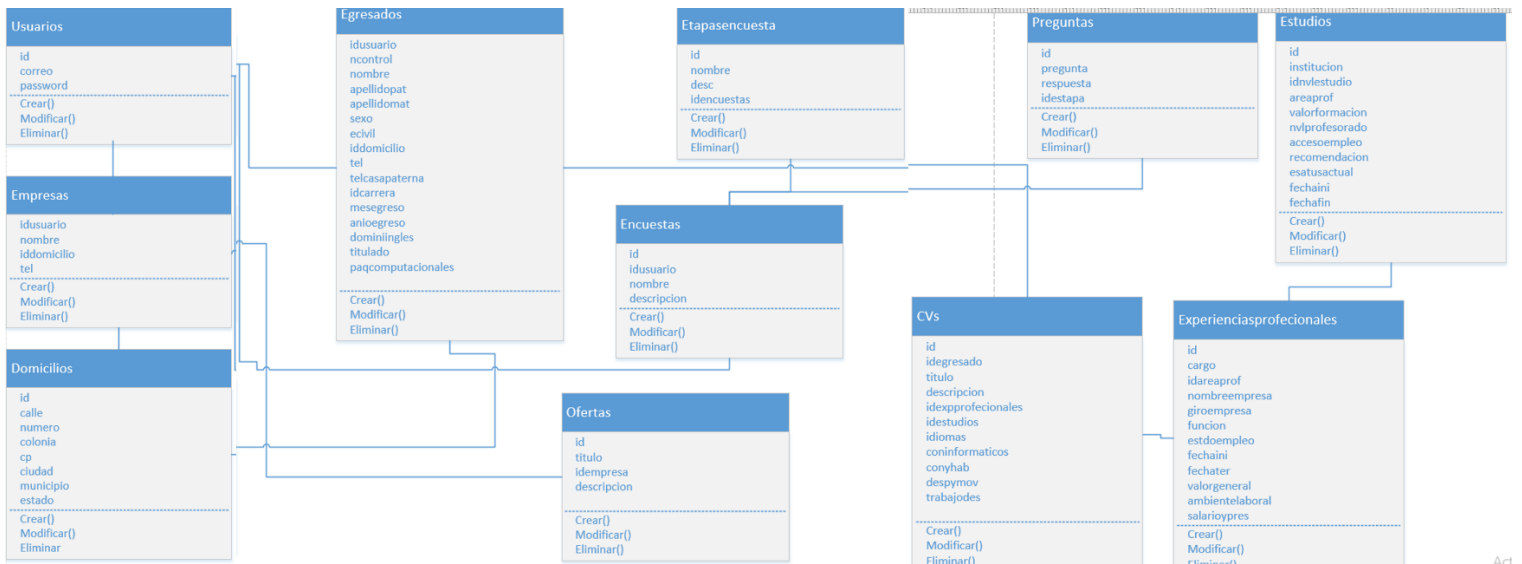 Usuarios
id
correo
password
Crear()
Modificar()
Eliminar()
Empresas
idusuario
nombre
iddomicilio
tel
Crear()
Modificar()
Eliminar()
Domicilios
id
calle
numero
colonia
cp
ciudad
municipio
estado
Crear()
Modificar()
Eliminar
Egresados
idusuario
ncontrol
nombre
apellidopat
apellidomat
sexo
ecivil
iddomicilio
tel
telcasapaterna
idcarrera
mesegreso
anioegreso
dominiingles
titulado
paqcomputacionales
Crear()
Modificar()
Eliminar()
Etapasencuesta
id
nombre
desc
idencuestas
Crear()
Modificar()
Eliminar()
Encuestas
id
idusuario
nombre
descripcion
Crear()
Modificar()
Eliminar()
Ofertas
id
titulo
idempresa
descripcion
Crear()
Modificar()
Eliminar()
Preguntas
id
pregunta
respuesta
idestapa
Crear()
Modificar()
Eliminar()
CVs
id
idegresado
titulo
descripcion
idexpprofecionales
idestudios
idiomas
coninformaticos
conyhab
despymov
trabajodes
Crear()
Modificar()
Eliminar()
Estudios
id
institucion
idnvlestudio
areaprof
valorformacion
nvlprofesorado
accesoempleo
recomendacion
esatusactual
fechaini
fechafin
Crear()
Modificar()
Eliminar()
Experienciasprofecionales
id
cargo
idareaprof
nombreempresa
giroempresa
funcion
estdoempleo
fechaini
fechater
valorgeneral
ambientelaboral
salarioypres
Crear()
Modificar()
Eliminar()
Act